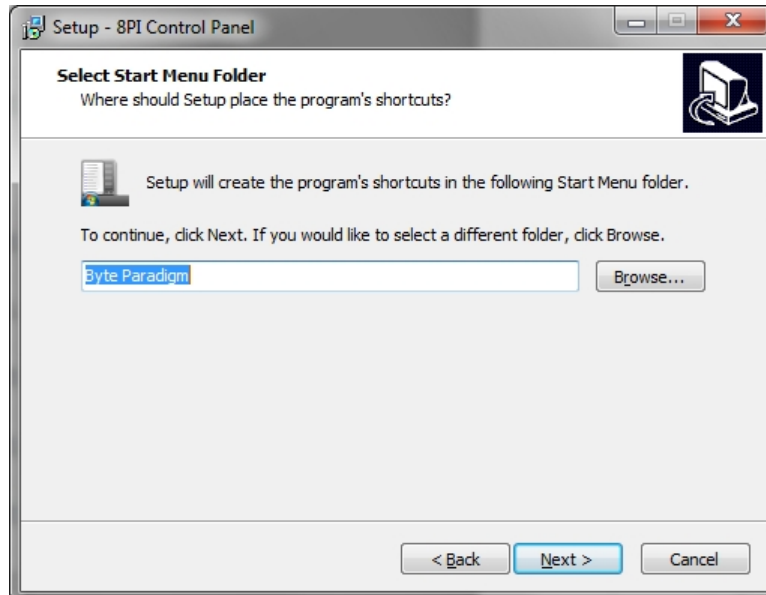 Setup - 8PI Control Panel
Select Start Menu Folder
Where should Setup place the program's shortcuts?
Setup will create the program's shortcuts in the following Start Menu folder.
To continue, click Next. If you would like to select a different folder, click Browse.
Byte Paradigm
Browse...
< Back
Next >
Cancel